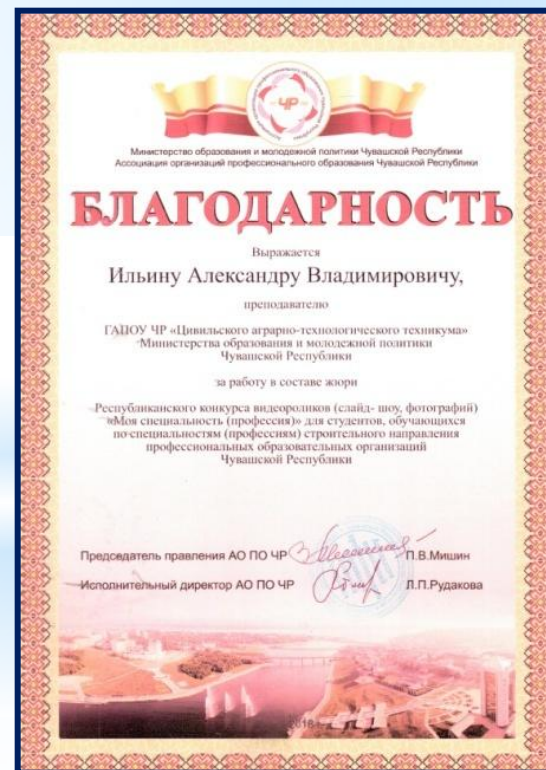 ЧР
Министерство образования и молодежной политики Чувашской Республики
Ассоциация организаций профессионального образования Чувашской Республики
БЛАГОДАРНОСТЬ
Выражается
Ильину Александру Владимировичу,
преподавателю
ГАПОУ ЧР «Цивильского аграрно-технологического техникума»
Министерства образования и молодежной политики
Чувашской Республики
за работу в составе жюри
Республиканского конкурса видеороликов (слайд- шоу, фотографий)
«Моя специальность (профессия)» для студентов, обучающихся
по специальностям (профессиям) строительного направления
профессиональных образовательных организаций
Чувашской Республики
Председатель правления АО ПО ЧР П.В.Мишин
Исполнительный директор АО ПО ЧР Л.П.Рудакова
2018